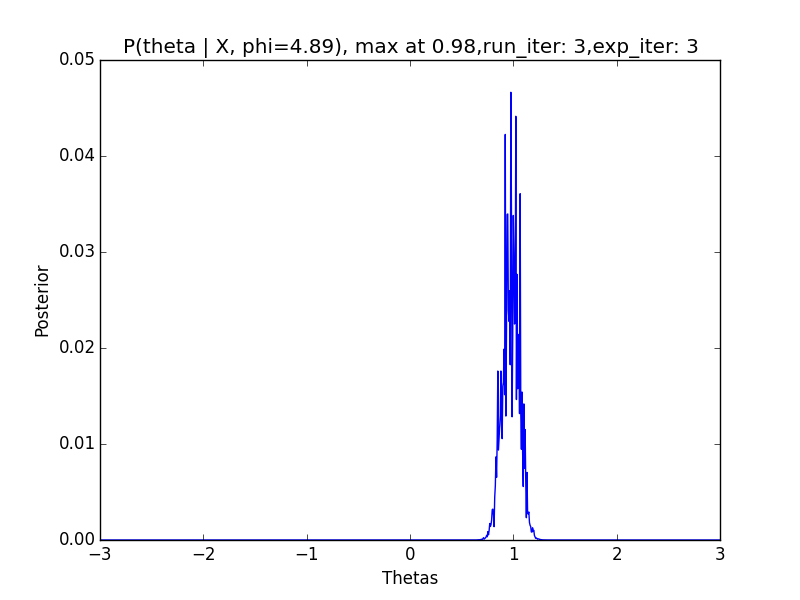 P(theta | X, phi=4.89), max at 0.98,run_iter: 3,exp_iter: 3
0.05
0.04
0.03
0.02
0.01
0.00
Posterior
−3 −2 −1 0 1 2 3
Thetas